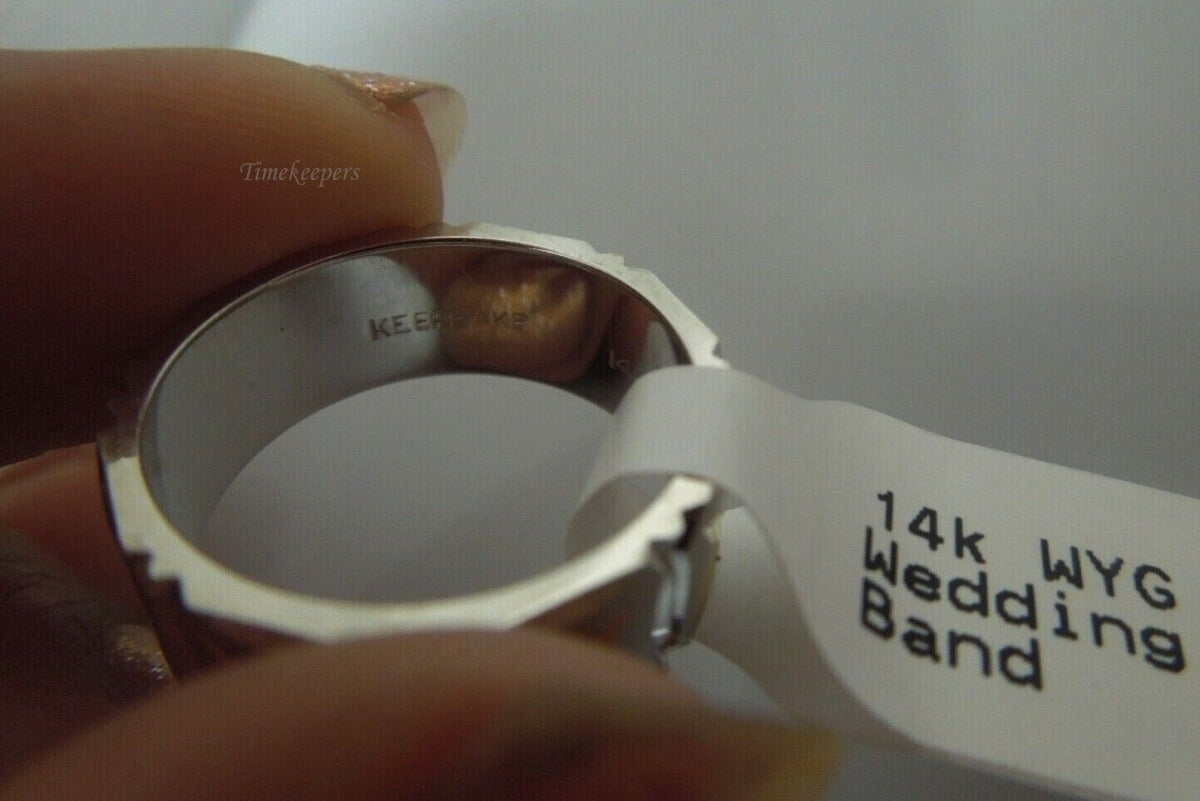 Timekeepers
KEEPSAKE
k
14k WYG
Wedding
Band